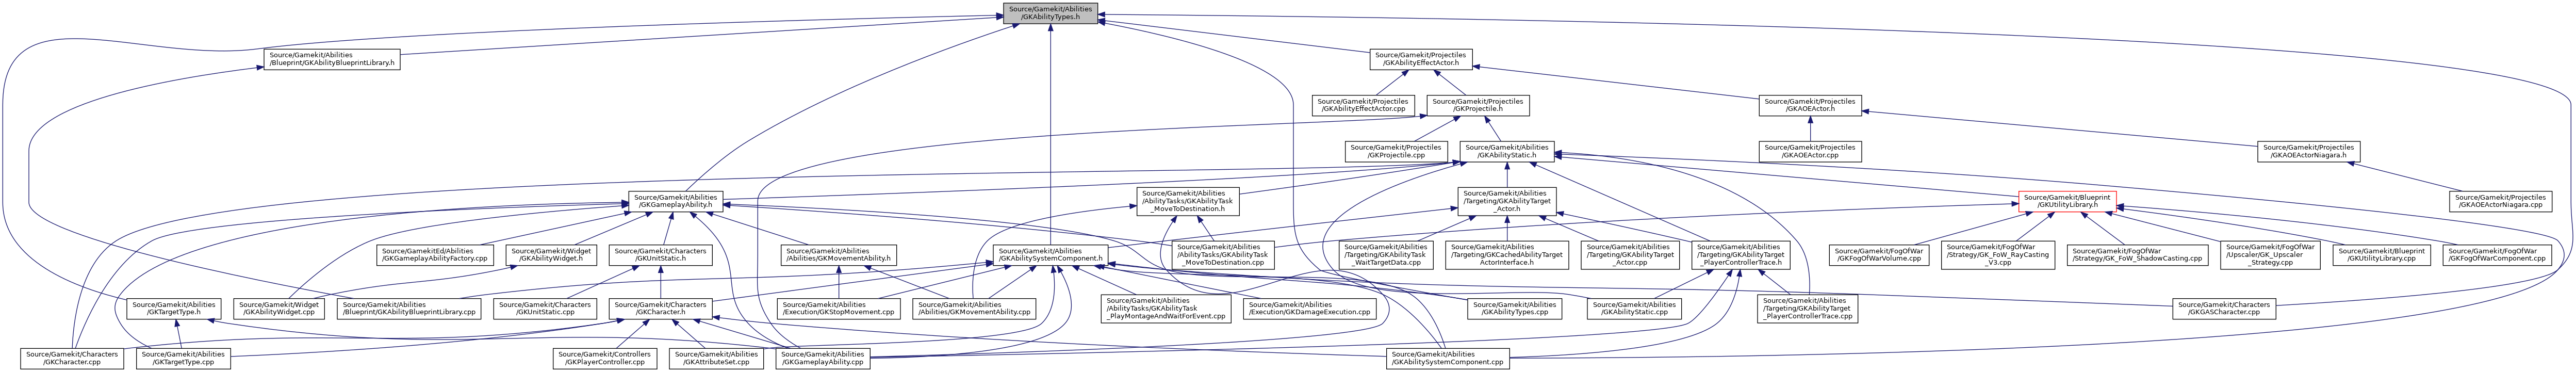 Source/Gamekit/Abilities
/GKAbilityTypes.h
Source/Gamekit/Abilities
/Blueprint/GKAbilityBlueprintLibrary.h
Source/Gamekit/Projectiles
/GKAbilityEffectActor.h
Source/Gamekit/Projectiles
/GKAbilityEffectActor.cpp
Source/Gamekit/Projectiles
/GKProjectile.h
Source/Gamekit/Projectiles
/GKAOEActor.h
Source/Gamekit/Projectiles
/GKProjectile.cpp
Source/Gamekit/Abilities
/GKAbilityStatic.h
Source/Gamekit/Projectiles
/GKAOEActor.cpp
Source/Gamekit/Projectiles
/GKAOEActorNiagara.h
Source/Gamekit/Abilities
/GKGameplayAbility.h
Source/Gamekit/Abilities
/AbilityTasks/GKAbilityTask
_MoveToDestination.h
Source/Gamekit/Abilities
/Targeting/GKAbilityTarget
_Actor.h
Source/Gamekit/Blueprint
/GKUtilityLibrary.h
Source/Gamekit/Projectiles
/GKAOEActorNiagara.cpp
Source/GamekitEd/Abilities
/GKGameplayAbilityFactory.cpp
Source/Gamekit/Widget
/GKAbilityWidget.h
Source/Gamekit/Characters
/GKUnitStatic.h
Source/Gamekit/Abilities
/Abilities/GKMovementAbility.h
Source/Gamekit/Abilities
/GKAbilitySystemComponent.h
Source/Gamekit/Abilities
/AbilityTasks/GKAbilityTask
_MoveToDestination.cpp
Source/Gamekit/Abilities
/Targeting/GKAbilityTask
_WaitTargetData.cpp
Source/Gamekit/Abilities
/Targeting/GKCachedAbilityTarget
ActorInterface.h
Source/Gamekit/Abilities
/Targeting/GKAbilityTarget
_Actor.cpp
Source/Gamekit/Abilities
/Targeting/GKAbilityTarget
_PlayerControllerTrace.h
Source/Gamekit/FogOfWar
/GKFogOfWarVolume.cpp
Source/Gamekit/FogOfWar
/Strategy/GK_FoW_RayCasting
_V3.cpp
Source/Gamekit/FogOfWar
/Strategy/GK_FoW_ShadowCasting.cpp
Source/Gamekit/FogOfWar
/Upscaler/GK_Upscaler
_Strategy.cpp
Source/Gamekit/Blueprint
/GKUtilityLibrary.cpp
Source/Gamekit/FogOfWar
/GKFogOfWarComponent.cpp
Source/Gamekit/Abilities
/GKTargetType.h
Source/Gamekit/Widget
/GKAbilityWidget.cpp
Source/Gamekit/Abilities
/Blueprint/GKAbilityBlueprintLibrary.cpp
Source/Gamekit/Characters
/GKUnitStatic.cpp
Source/Gamekit/Characters
/GKCharacter.h
Source/Gamekit/Abilities
/Execution/GKStopMovement.cpp
Source/Gamekit/Abilities
/Abilities/GKMovementAbility.cpp
Source/Gamekit/Abilities
/AbilityTasks/GKAbilityTask
_PlayMontageAndWaitForEvent.cpp
Source/Gamekit/Abilities
/Execution/GKDamageExecution.cpp
Source/Gamekit/Abilities
/GKAbilityTypes.cpp
Source/Gamekit/Abilities
/GKAbilityStatic.cpp
Source/Gamekit/Abilities
/Targeting/GKAbilityTarget
_PlayerControllerTrace.cpp
Source/Gamekit/Characters
/GKGASCharacter.cpp
Source/Gamekit/Characters
/GKCharacter.cpp
Source/Gamekit/Abilities
/GKTargetType.cpp
Source/Gamekit/Controllers
/GKPlayerController.cpp
Source/Gamekit/Abilities
/GKAttributeSet.cpp
Source/Gamekit/Abilities
/GKGameplayAbility.cpp
Source/Gamekit/Abilities
/GKAbilitySystemComponent.cpp